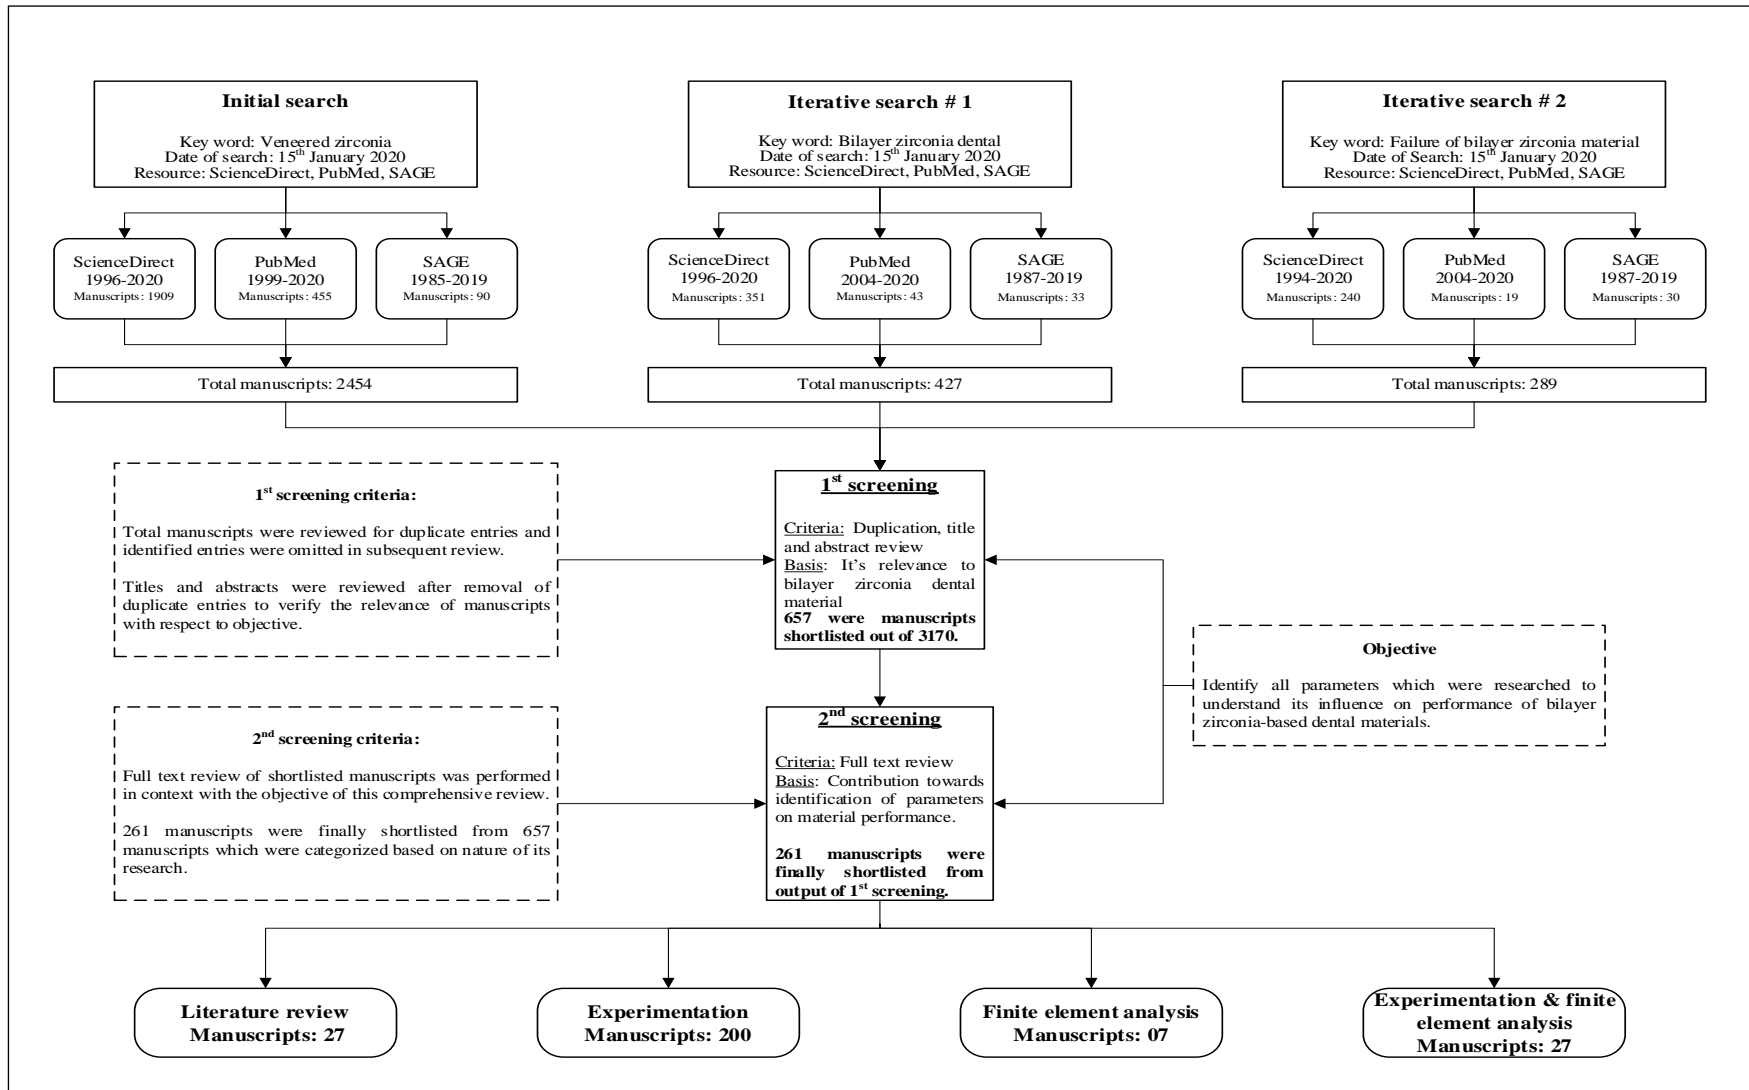 Initial search
Key word: Veneered zirconia
Date of search: 15th January 2020
Resource: ScienceDirect, PubMed, SAGE
Iterative search # 1
Key word: Bilayer zirconia dental
Date of search: 15th January 2020
Resource: ScienceDirect, PubMed, SAGE
Iterative search # 2
Key word: Failure of bilayer zirconia material
Date of Search: 15th January 2020
Resource: ScienceDirect, PubMed, SAGE
ScienceDirect
1996-2020
Manuscripts: 1909
PubMed
1999-2020
Manuscripts: 455
SAGE
1985-2019
Manuscripts: 90
ScienceDirect
1996-2020
Manuscripts: 351
PubMed
2004-2020
Manuscripts: 43
SAGE
1987-2019
Manuscripts: 33
ScienceDirect
1994-2020
Manuscripts: 240
PubMed
2004-2020
Manuscripts: 19
SAGE
1987-2019
Manuscripts: 30
Total manuscripts: 2454
Total manuscripts: 427
Total manuscripts: 289
1st screening criteria:
Total manuscripts were reviewed for duplicate entries and
identified entries were omitted in subsequent review.
Titles and abstracts were reviewed after removal of
duplicate entries to verify the relevance of manuscripts
with respect to objective.
1st screening
Criteria: Duplication, title
and abstract review
Basis: It's relevance to
bilayer zirconia dental
material
657 were manuscripts
shortlisted out of 3170.
Objective
Identify all parameters which were researched to
understand its influence on performance of bilayer
zirconia-based dental materials.
2nd screening criteria:
Full text review of shortlisted manuscripts was performed
in context with the objective of this comprehensive review.
261 manuscripts were finally shortlisted from 657
manuscripts which were categorized based on nature of its
research.
2nd screening
Criteria: Full text review
Basis: Contribution towards
identification of parameters
on material performance.
261 manuscripts were
finally shortlisted from
output of 1st screening.
Literature review
Manuscripts: 27
Experimentation
Manuscripts: 200
Finite element analysis
Manuscripts: 07
Experimentation & finite
element analysis
Manuscripts: 27